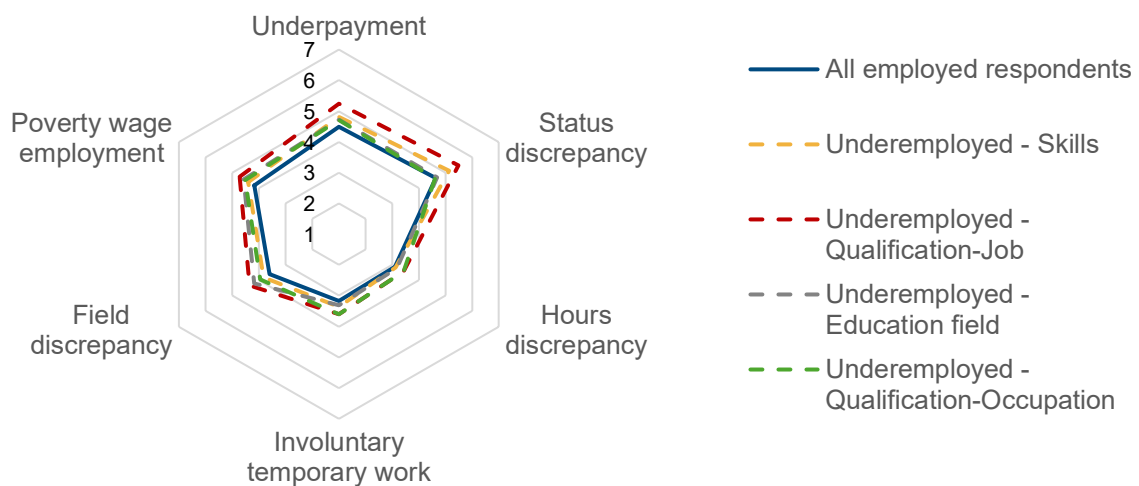 Underpayment
7
6
5
4
3
2
1
Status
discrepancy
Hours
discrepancy
Involuntary
temporary work
Field
discrepancy
Poverty wage
employment
All employed respondents
Underemployed - Skills
Underemployed -
Qualification-Job
Underemployed -
Education field
Underemployed -
Qualification-Occupation